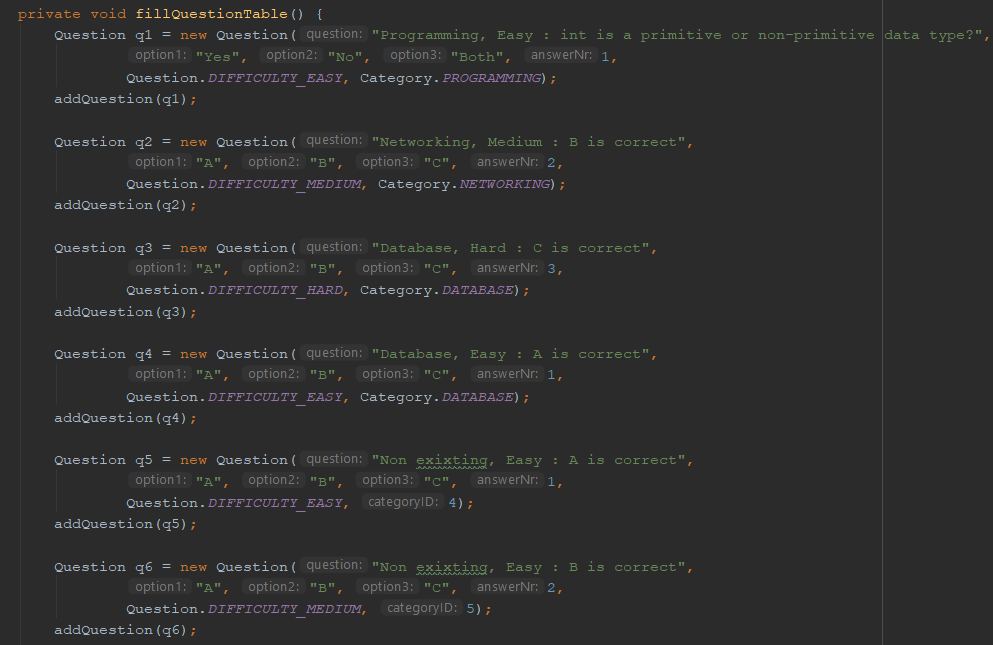 private void fillQuestionTable() {
Question q1 = new Question( question: "Programming, Easy : int is a primitive or non-primitive data type?",
option1: "Yes", option2: "No", option3: "Both", answerNr: 1,
Question.DIFFICULTY_EASY, Category.PROGRAMMING);
addQuestion(q1);
Question q2 = new Question( question: "Networking, Medium : B is correct",
option1: "A", option2: "B", option3: "C", answerNr: 2,
Question.DIFFICULTY_MEDIUM, Category.NETWORKING);
addQuestion(q2);
Question q3 = new Question( question: "Database, Hard : C is correct",
option1: "A", option2: "B", option3: "C", answerNr: 3,
Question.DIFFICULTY_HARD, Category.DATABASE);
addQuestion(q3);
Question q4 = new Question( question: "Database, Easy : A is correct",
option1: "A", option2: "B", option3: "C", answerNr: 1,
Question.DIFFICULTY_EASY, Category.DATABASE);
addQuestion(q4);
Question q5 = new Question( question: "Non exixting, Easy : A is correct",
option1: "A", option2: "B", option3: "C", answerNr: 1,
Question.DIFFICULTY_EASY, categoryID: 4);
addQuestion(q5);
Question q6 = new Question( question: "Non exixting, Easy : B is correct",
option1: "A", option2: "B", option3: "C", answerNr: 2,
Question.DIFFICULTY_MEDIUM, categoryID: 5);
addQuestion(q6);